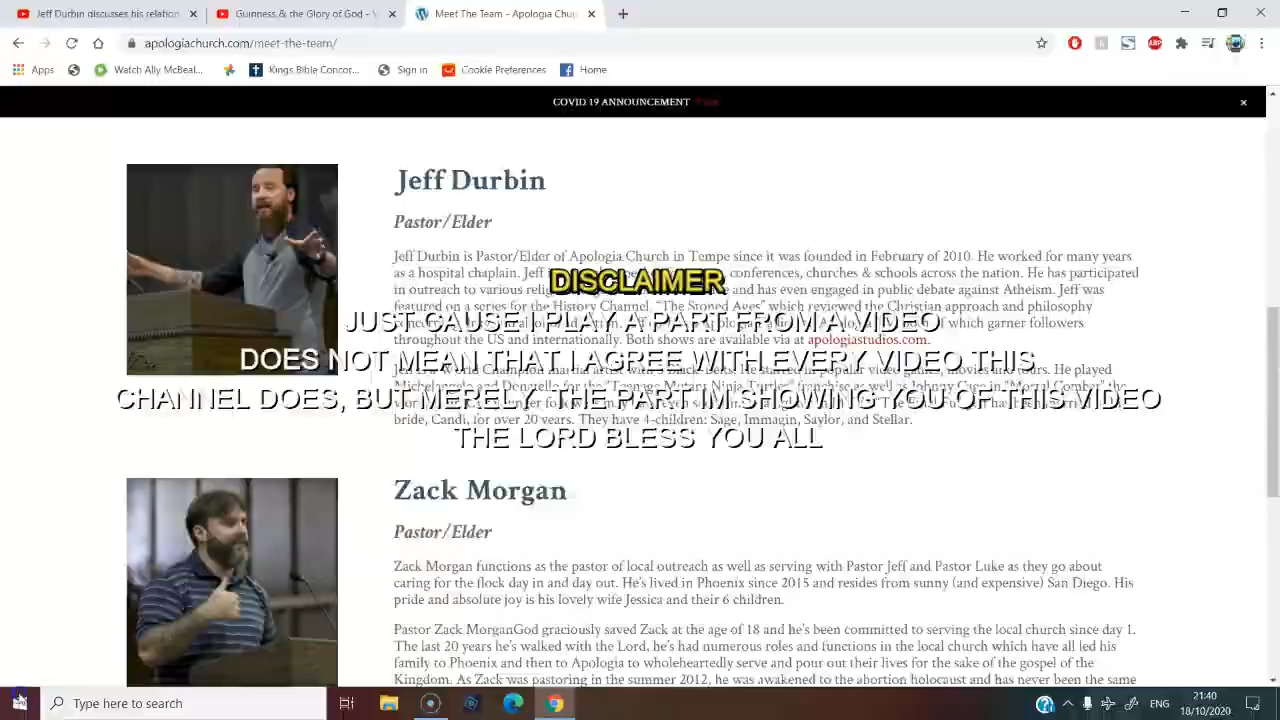 Jeff Durbin discusses his relation
Discussions & the Guru of God -
Meet The Team - Apologia Chur
apologiachurch.com/meet-the-team/
Apps
Watch Ally McBeal...
Kings Bible Concor...
Sign in
Cookie Preferences
Home
COVID 19 ANNOUNCEMENT
Jeff Durbin
Pastor/Elder
Jeff Durbin is Pastor/Elder of Apologia Church in Tempe since it was founded in February of 2010. He worked for many years
as a hospital chaplain. Jeff conferences, churches & schools across the nation. He has participated
in outreach to various and has even engaged in public debate against Atheism. Jeff was
featured on a series for the History Channel, "The Stoned Ages" which reviewed the Christian approach and philosophy
of which garner followers
throughout the US and internationally. Both shows are available via at apologiastudios.com.
DISCLAIMER
JUST CAUSE I PLAY A PART FROM A VIDEO
DOES NOT MEAN THAT I AGREE WITH EVERY VIDEO THIS
CHANNEL DOES, BUT MERELY THE PART IM SHOWING YOU OF THIS VIDEO
THE LORD BLESS YOU ALL
He starred in popular video games, movies and tours. He played
Michelangelo and Donatello for the "Teenage Mutant Ninja Turtles" franchise as well as Johnny Cage in "Mortal Combat"
bride, Candi, for over 20 years. They have 4-children: Sage, Immagin, Saylor, and Stellar.
Zack Morgan
Pastor/Elder
Zack Morgan functions as the pastor of local outreach as well as serving with Pastor Jeff and Pastor Luke as they go about
caring for the flock day in and day out. He's lived in Phoenix since 2015 and resides from sunny (and expensive) San Diego. His
pride and absolute joy is his lovely wife Jessica and their 6 children.
Pastor Zack MorganGod graciously saved Zack at the age of 18 and he's been committed to serving the local church since day 1.
The last 20 years he's walked with the Lord, he's had numerous roles and functions in the local church which have all led his
family to Phoenix and then to Apologia to wholeheartedly serve and pour out their lives for the sake of the gospel of the
Kingdom. As Zack was pastoring in the summer 2012, he was awakened to the abortion holocaust and has never been the same
Type here to search
ENG
21:40
18/10/2020